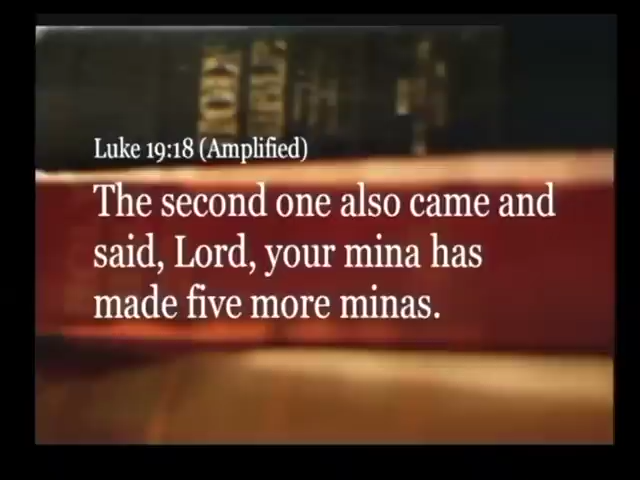 Luke 19:18 (Amplified)
The second one also came and
said, Lord, your mina has
made five more minas.